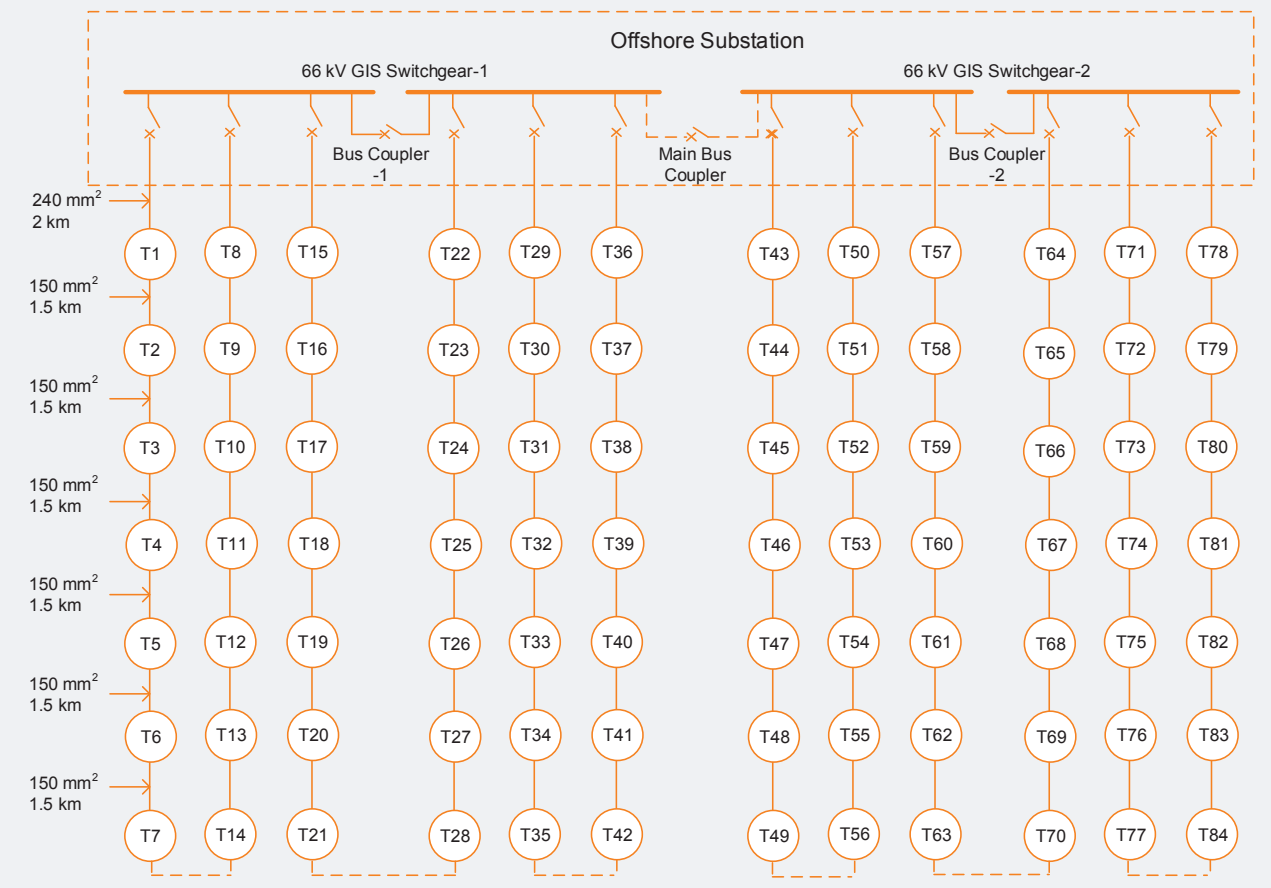 Offshore Substation
66 kV GIS Switchgear-1
66 kV GIS Switchgear-2
Bus Coupler
-1
Main Bus
Coupler
Bus Coupler
-2
240 mm²
2 km
T1
T8
T15
T22
T29
T36
T43
T50
T57
T64
T71
T78
150 mm²
1.5 km
T2
T9
T16
T23
T30
T37
T44
T51
T58
T65
T72
T79
150 mm²
1.5 km
T3
T10
T17
T24
T31
T38
T45
T52
T59
T66
T73
T80
150 mm²
1.5 km
T4
T11
T18
T25
T32
T39
T46
T53
T60
T67
T74
T81
150 mm²
1.5 km
T5
T12
T19
T26
T33
T40
T47
T54
T61
T68
T75
T82
150 mm²
1.5 km
T6
T13
T20
T27
T34
T41
T48
T55
T62
T69
T76
T83
150 mm²
1.5 km
T7
T14
T21
T28
T35
T42
T49
T56
T63
T70
T77
T84